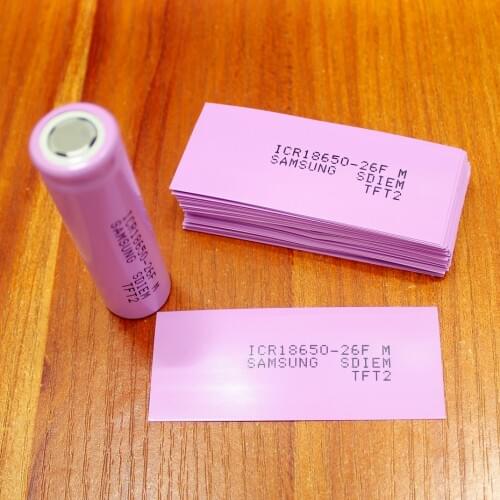 ICR18650-26F M
SAMSUNG SDIEM
TFT2
ICR18650-26F M
SAMSUNG SDIEM
TFT2
ICR18650-26F M
SAMSUNG SDIEM
TFT2